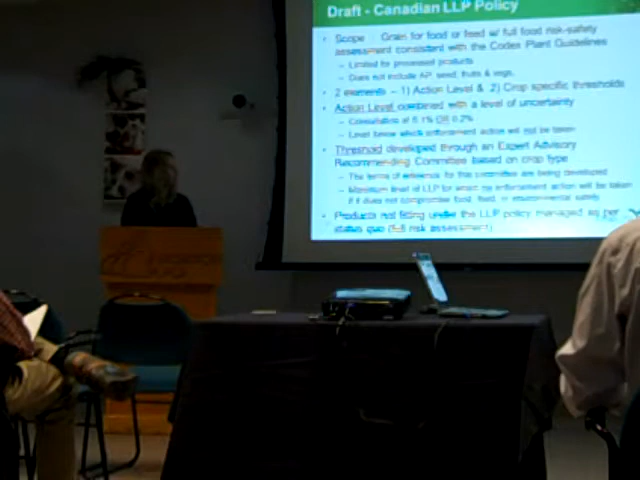 Draft - Canadian LLP Policy
Scope Grain for food or feed w/ full food risk-safety
assessment consistent with the Codex Plant Guidelines
– Limited for processed products
– Does not include AP, seed, fruits & vegs.
2 elements – 1) Action Level & 2) Crop specific thresholds
Action Level combined with a level of uncertainty
– Consulting at 0.1% OR 0.2%
– Level below which enforcement action will not be taken
Threshold developed through an Expert Advisory
Recommending Committee based on crop type
– The terms of reference for this committee are being developed
– Maximum level of LLP for which no enforcement action will be taken
if it does not compromise food, feed, or environmental safety
Products not fitting under the LLP policy managed as per
status quo (full risk assessment)